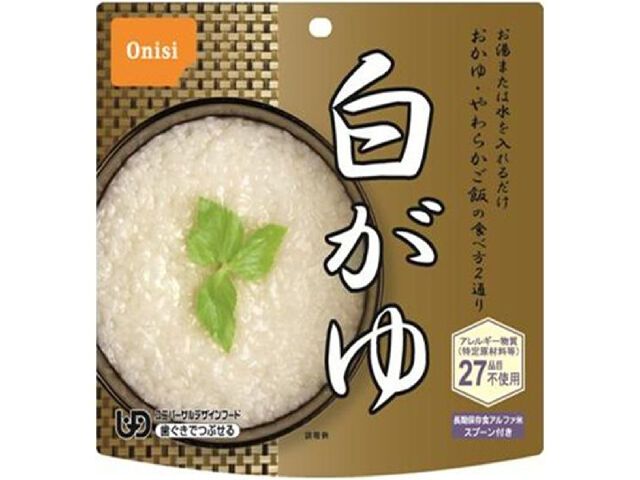 Onisi
お湯または水を入れるだけ
おかゆ・やわらかご飯の食べ方2通り
白がゆ
アレルギー物質
(特定原材料等)
27品目不使用
長期保存食アルファ米
スプーン付き
UD
ユニバーサルデザインフード
歯ぐきでつぶせる
調理例